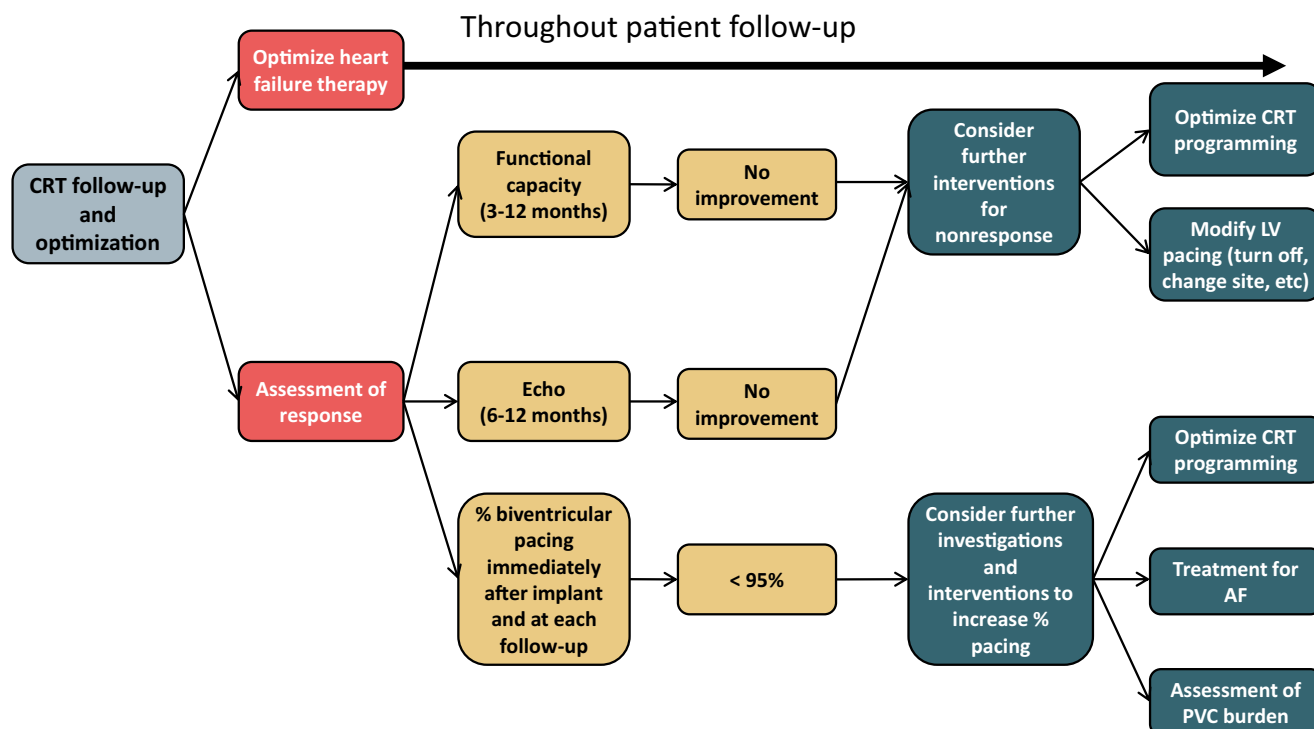 Throughout patient follow-up
Optimize heart
failure therapy
CRT follow-up
and
optimization
Assessment of
response
Functional
capacity
(3-12 months)
No
improvement
Consider
further
interventions
for
nonresponse
Optimize CRT
programming
Modify LV
pacing (turn off,
change site, etc)
Echo
(6-12 months)
No
improvement
% biventricular
pacing
immediately
after implant
and at each
follow-up
< 95%
Consider further
investigations
and
interventions to
increase %
pacing
Optimize CRT
programming
Treatment for
AF
Assessment of
PVC burden